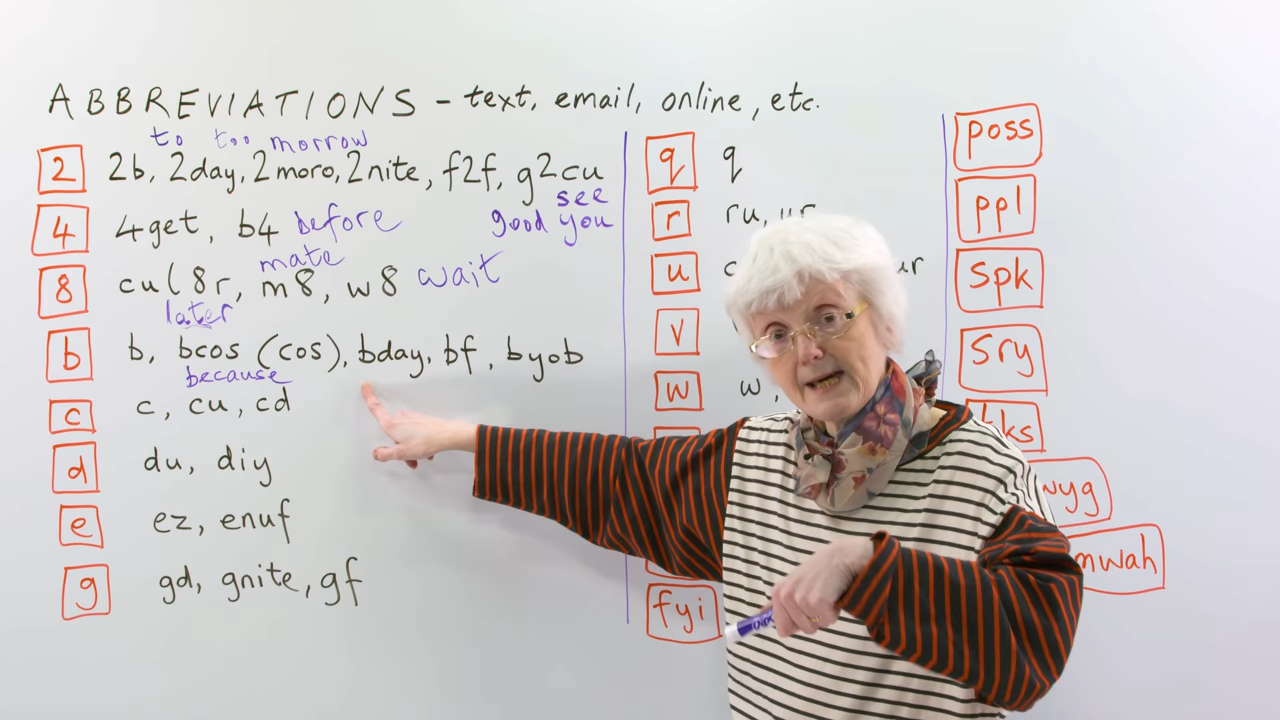 ABBREVIATIONS - text, email, online, etc.
to too morrow
2 2b, 2day, 2moro, 2nite, f2f, g2cu
see
good you
4 4get, b4 before
mate
8 cul8r, m8, w8 wait
later
b b, bcos (cos), bday, bf, byob
because
c c, cu, cd
d du, diy
e ez, enuf
g gd, gnite, gf
q q
r ru, ur
u
v
w w,
fyi
poss
ppl
spk
sry
mwah